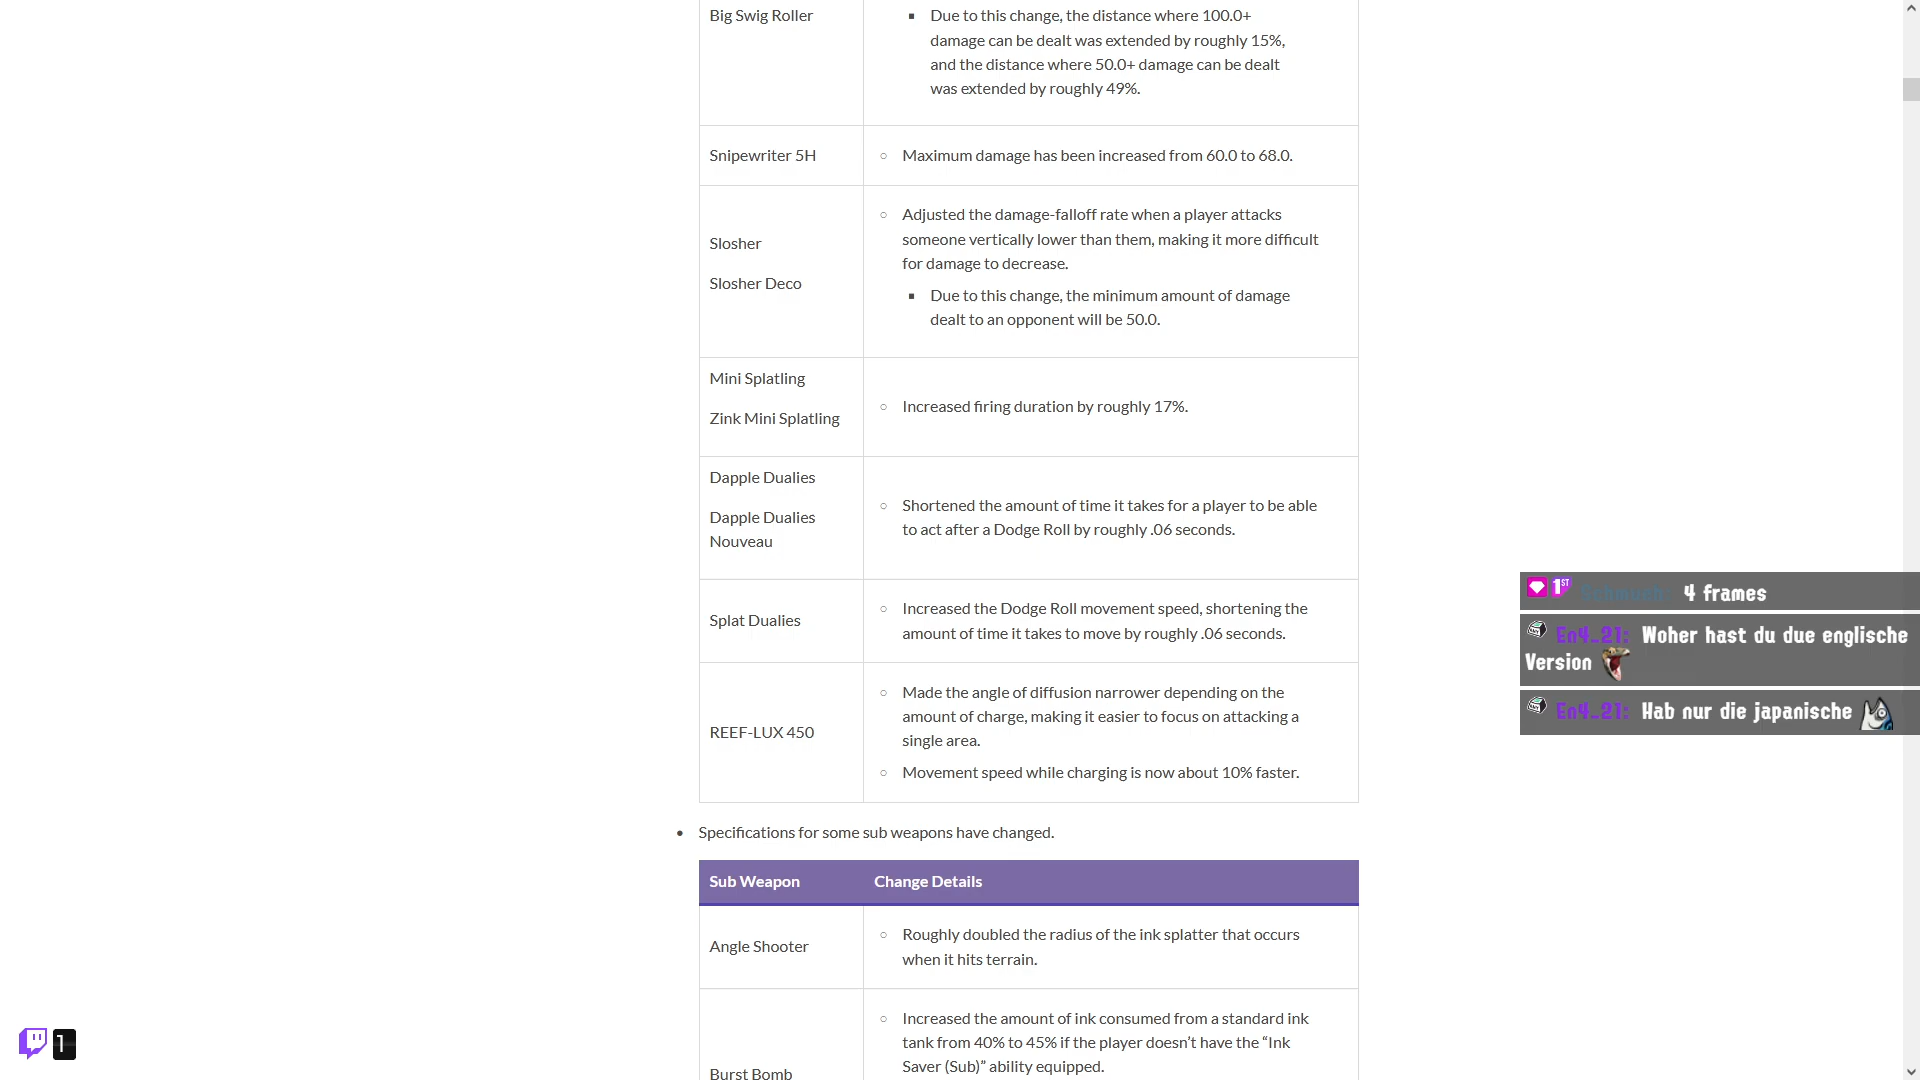 Big Swig Roller
▪ Due to this change, the distance where 100.0+
damage can be dealt was extended by roughly 15%,
and the distance where 50.0+ damage can be dealt
was extended by roughly 49%.
Snipewriter 5H
○ Maximum damage has been increased from 60.0 to 68.0.
Slosher
Slosher Deco
○ Adjusted the damage-falloff rate when a player attacks
someone vertically lower than them, making it more difficult
for damage to decrease.
▪ Due to this change, the minimum amount of damage
dealt to an opponent will be 50.0.
Mini Splatling
Zink Mini Splatling
○ Increased firing duration by roughly 17%.
Dapple Dualies
Dapple Dualies
Nouveau
○ Shortened the amount of time it takes for a player to be able
to act after a Dodge Roll by roughly .06 seconds.
Splat Dualies
○ Increased the Dodge Roll movement speed, shortening the
amount of time it takes to move by roughly .06 seconds.
REEF-LUX 450
○ Made the angle of diffusion narrower depending on the
amount of charge, making it easier to focus on attacking a
single area.
○ Movement speed while charging is now about 10% faster.
• Specifications for some sub weapons have changed.
Sub Weapon Change Details
Angle Shooter
○ Roughly doubled the radius of the ink splatter that occurs
when it hits terrain.
Burst Bomb
○ Increased the amount of ink consumed from a standard ink
tank from 40% to 45% if the player doesn't have the “Ink
Saver (Sub)” ability equipped.
1ST 4 frames
En4_21: Woher hast du due englische
Version
En4_21: Hab nur die japanische
1